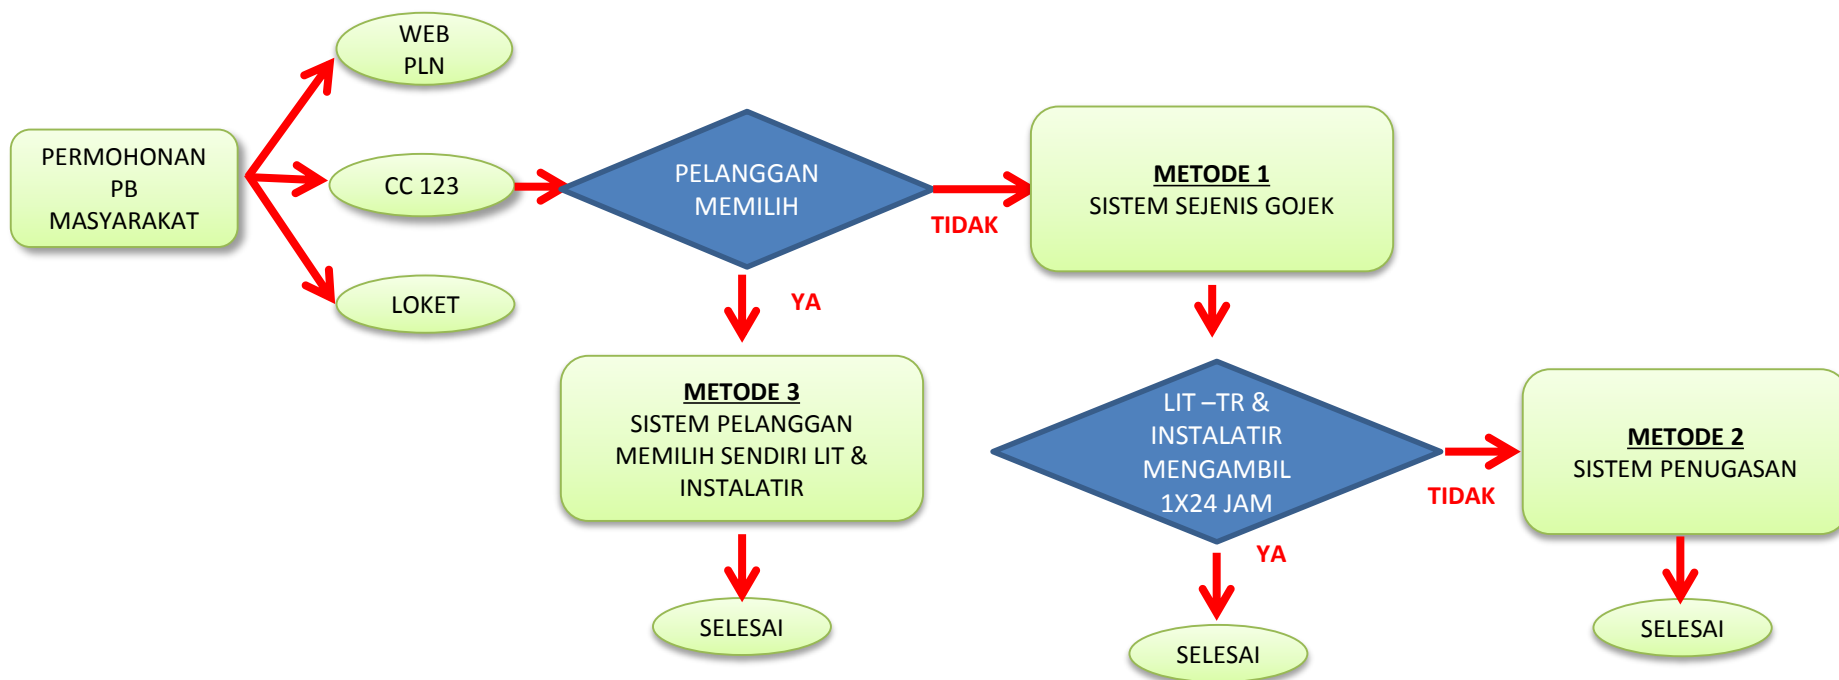 WEB
PLN
PERMOHONAN
PB
MASYARAKAT
CC 123
LOKET
PELANGGAN
MEMILIH
TIDAK
METODE 1
SISTEM SEJENIS GOJEK
YA
METODE 3
SISTEM PELANGGAN
MEMILIH SENDIRI LIT &
INSTALATIR
SELESAI
LIT –TR &
INSTALATIR
MENGAMBIL
1X24 JAM
TIDAK
YA
SELESAI
METODE 2
SISTEM PENUGASAN
SELESAI